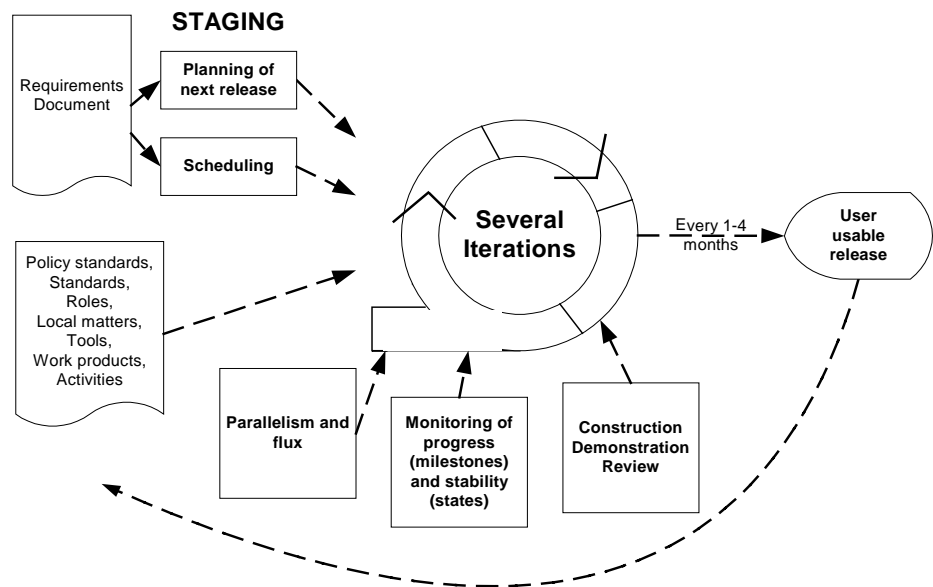 STAGING
Requirements
Document
Planning of
next release
Scheduling
Several
Iterations
Every 1-4
months
User
usable
release
Policy standards,
Standards,
Roles,
Local matters,
Tools,
Work products,
Activities
Parallelism and
flux
Monitoring of
progress
(milestones)
and stability
(states)
Construction
Demonstration
Review